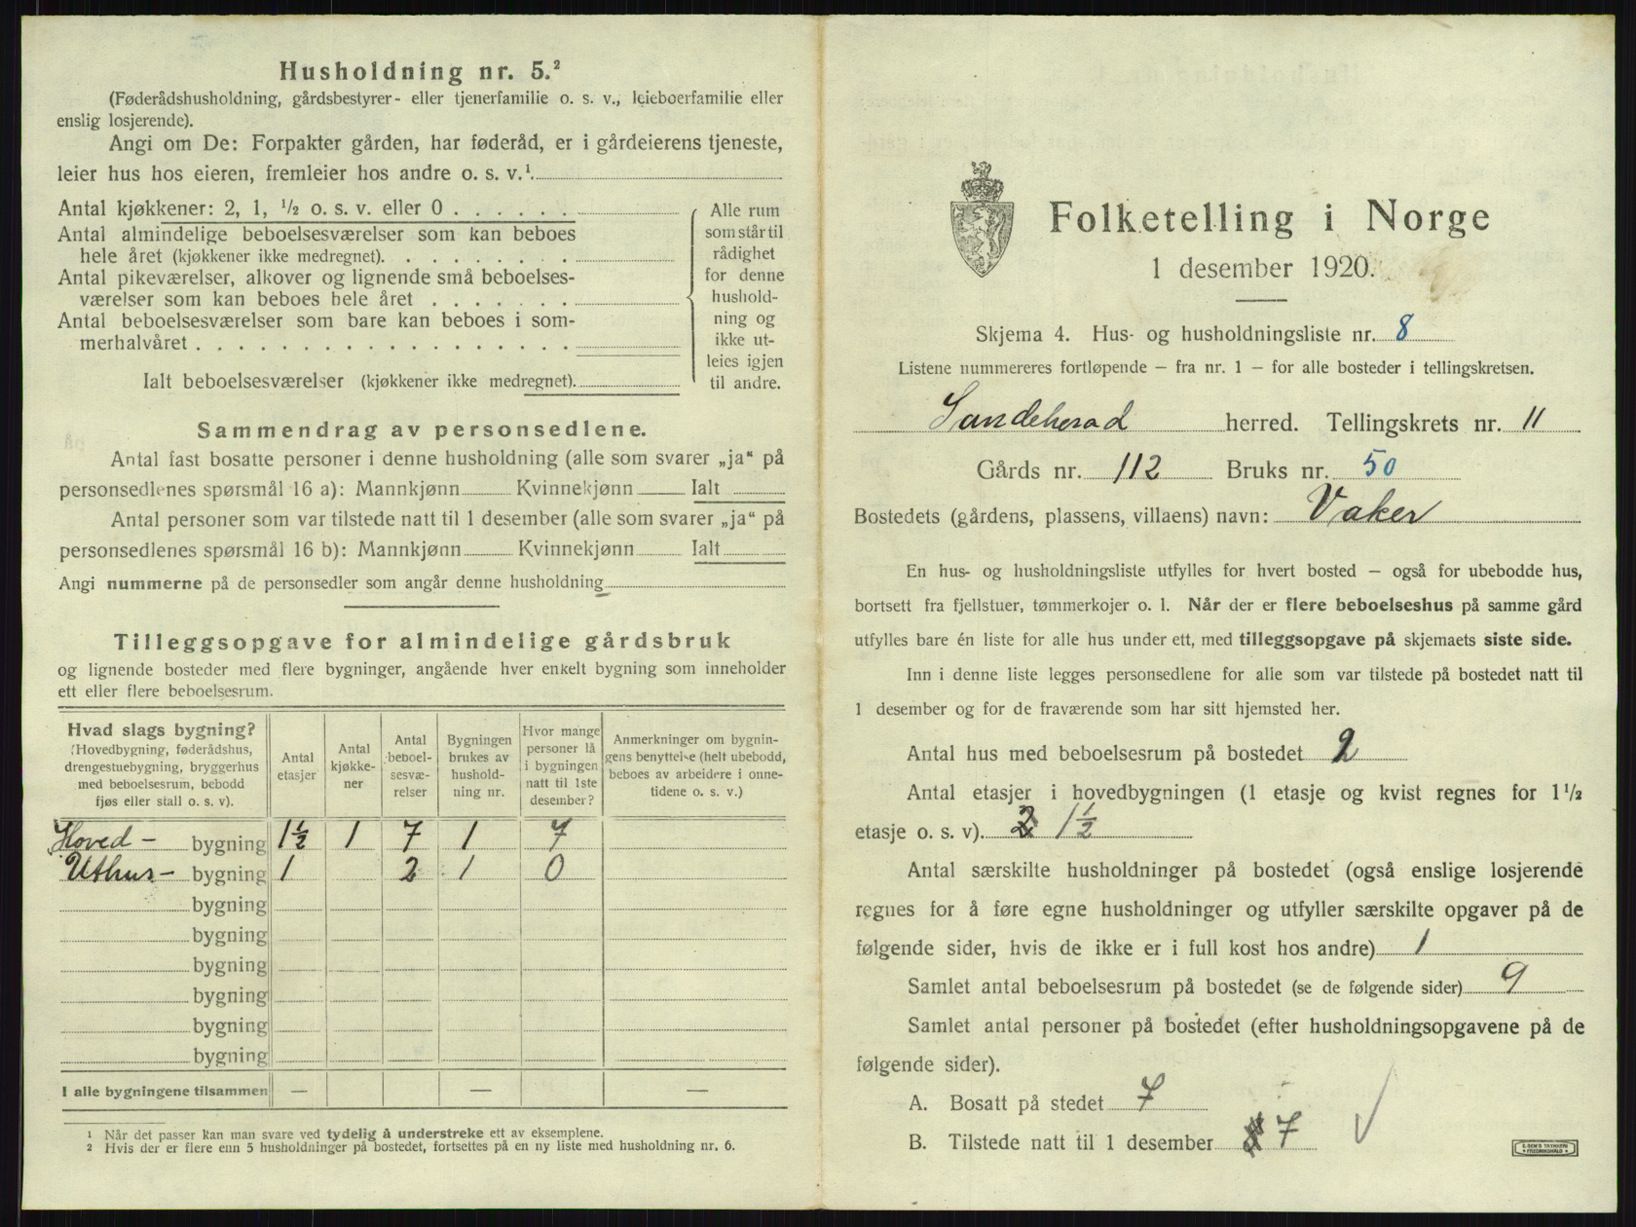 Husholdning nr. 5.²
(Føderådshusholdning, gårdsbestyrer- eller tjenerfamilie o. s. v., leieboerfamilie eller
enslig losjerende).
Angi om De: Forpakter gården, har føderåd, er i gårdeierens tjeneste,
leier hus hos eieren, fremleier hos andre o. s. v.¹
Antal kjøkkener: 2, 1, ½ o. s. v. eller 0 . . . . . .
Antal almindelige beboelsesværelser som kan beboes
hele året (kjøkkener ikke medregnet). . . . . . . . .
Antal pikeværelser, alkover og lignende små beboelses-
værelser som kan beboes hele året . . . . . . .
Antal beboelsesværelser som bare kan beboes i som-
merhalvåret . . . . . . . . . . . . . . . . . .
Ialt beboelsesværelser (kjøkkener ikke medregnet).
Alle rum
som står til
rådighet
for denne
hushold-
ning og
ikke ut-
leies igjen
til andre.
Sammendrag av personsedlene.
Antal fast bosatte personer i denne husholdning (alle som svarer „ja“ på
personsedlenes spørsmål 16 a): Mannkjønn Kvinnekjønn Ialt
Antal personer som var tilstede natt til 1 desember (alle som svarer „ja“ på
personsedlenes spørsmål 16 b): Mannkjønn Kvinnekjønn Ialt
Angi nummerne på de personsedler som angår denne husholdning
Tilleggsopgave for almindelige gårdsbruk
og lignende bosteder med flere bygninger, angående hver enkelt bygning som inneholder
ett eller flere beboelsesrum.
Hvad slags bygning?
(Hovedbygning, føderådshus,
drengestuebygning, bryggerhus
med beboelsesrum, bebodd
fjøs eller stall o. s. v).
Antal
etasjer
Antal
kjøkke-
ner
Antal
beboel-
sesvæ-
relser
Bygningen
brukes av
hushold-
ning nr.
Hvor mange
personer lå
i bygningen
natt til 1ste
desember?
Anmerkninger om bygnin-
gens benyttelse (helt ubebodd,
beboes av arbeidere i onne-
tidene o. s. v.)
Hoved- bygning 1½ 1 7 1 7
Uthus- bygning 1 2 1 0
bygning
bygning
bygning
bygning
bygning
bygning
I alle bygningene tilsammen — — —
¹ Når det passer kan man svare ved tydelig å understreke ett av eksemplene.
² Hvis der er flere enn 5 husholdninger på bostedet, fortsettes på en ny liste med husholdning nr. 6.
Folketelling i Norge
1 desember 1920.
Skjema 4. Hus- og husholdningsliste nr. 8
Listene nummereres fortløpende — fra nr. 1 — for alle bosteder i tellingskretsen.
Sandeherad herred. Tellingskrets nr. 11
Gårds nr. 112 Bruks nr. 50
Bostedets (gårdens, plassens, villaens) navn: Vaker
En hus- og husholdningsliste utfylles for hvert bosted — også for ubebodde hus,
bortsett fra fjellstuer, tømmerkojer o. l. Når der er flere beboelseshus på samme gård
utfylles bare én liste for alle hus under ett, med tilleggsopgave på skjemaets siste side.
Inn i denne liste legges personsedlene for alle som var tilstede på bostedet natt til
1 desember og for de fraværende som har sitt hjemsted her.
Antal hus med beboelsesrum på bostedet 2
Antal etasjer i hovedbygningen (1 etasje og kvist regnes for 1½
etasje o. s. v). 2 1½
Antal særskilte husholdninger på bostedet (også enslige losjerende
regnes for å føre egne husholdninger og utfyller særskilte opgaver på de
følgende sider, hvis de ikke er i full kost hos andre) 1
Samlet antal beboelsesrum på bostedet (se de følgende sider) 9
Samlet antal personer på bostedet (efter husholdningsopgavene på de
følgende sider).
A. Bosatt på stedet 7
B. Tilstede natt til 1 desember 7